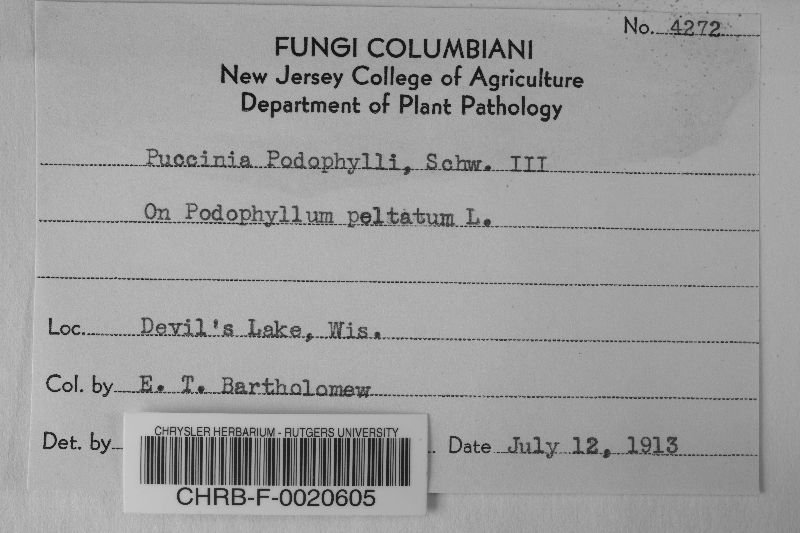 No. 4272
FUNGI COLUMBIANI
New Jersey College of Agriculture
Department of Plant Pathology
Puccinia Podophylli, Schw. III
On Podophyllum peltatum L.
Loc. Devil's Lake, Wis.
Col. by E. T. Bartholomew
Det. by
Date July 12, 1913
CHRYSLER HERBARIUM - RUTGERS UNIVERSITY
CHRB-F-0020605